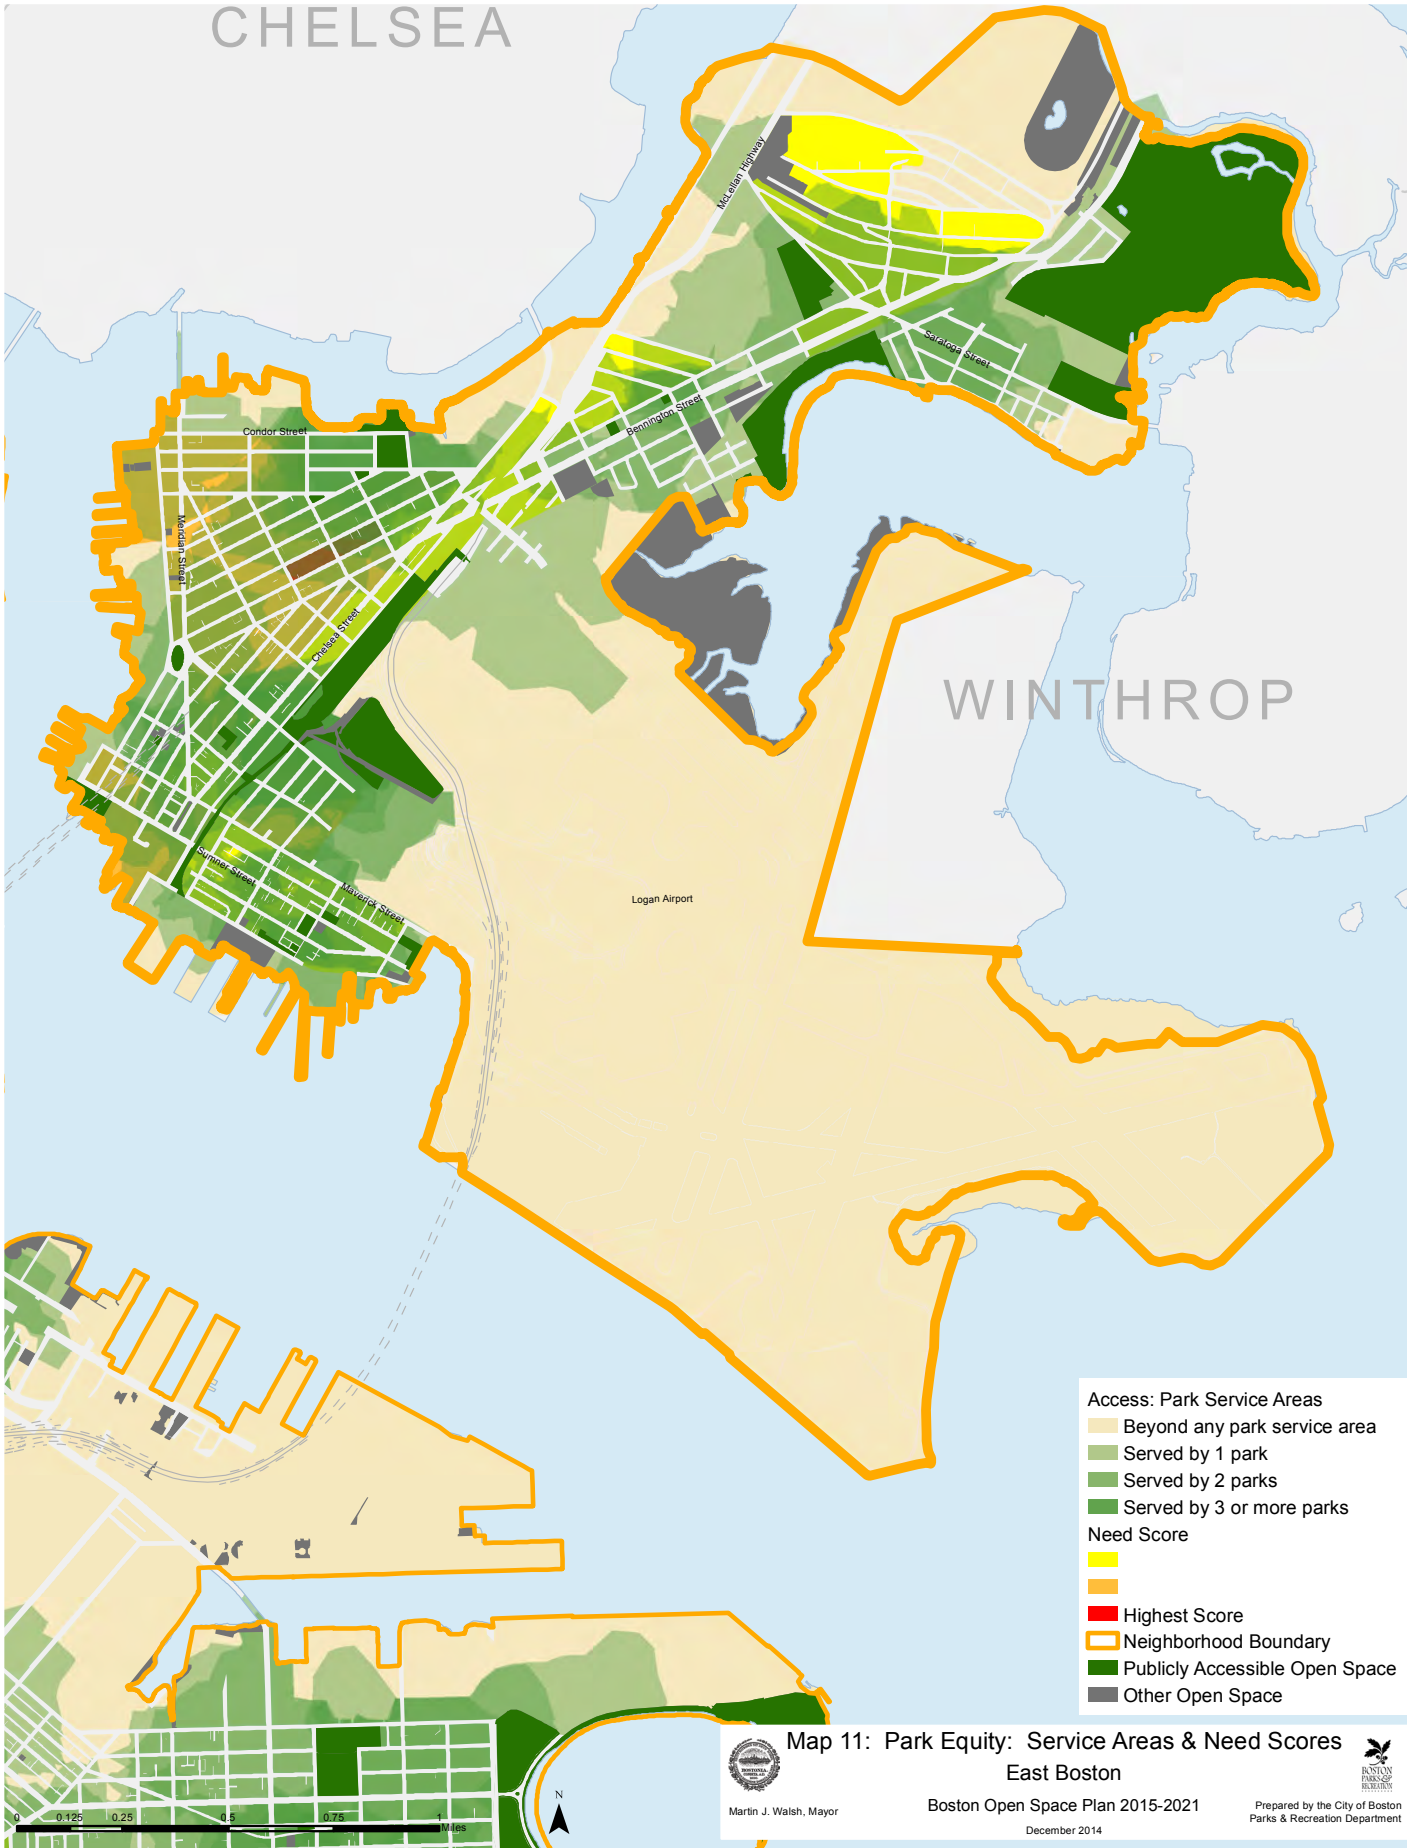 CHELSEA
McLellan Highway
Saratoga Street
Bennington Street
Condor Street
Meridian Street
Chelsea Street
WINTHROP
Sumner Street
Maverick Street
Logan Airport
Access: Park Service Areas
Beyond any park service area
Served by 1 park
Served by 2 parks
Served by 3 or more parks
Need Score
Highest Score
Neighborhood Boundary
Publicly Accessible Open Space
Other Open Space
Map 11: Park Equity: Service Areas & Need Scores
East Boston
Boston Open Space Plan 2015-2021
December 2014
Martin J. Walsh, Mayor
BOSTON
PARKS &
RECREATION
Prepared by the City of Boston
Parks & Recreation Department
N
0 0.125 0.25 0.5 0.75 1
Miles